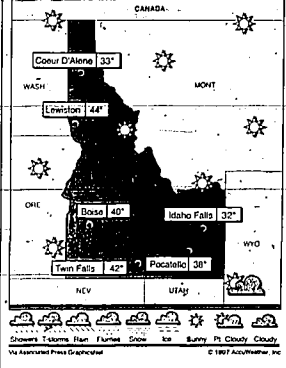 CANADA
Coeur D'Alene 33°
WASH
MONT
Lewiston 44°
ORE
Boise 40°
Idaho Falls 32°
WYO
Twin Falls 42°
Pocatello 38°
NEV
UTAH
Showers T-storms Rain Flurries Snow Ice Sunny Pt Cloudy Cloudy
Via Associated Press GraphicsNet
© 1997 AccuWeather, Inc